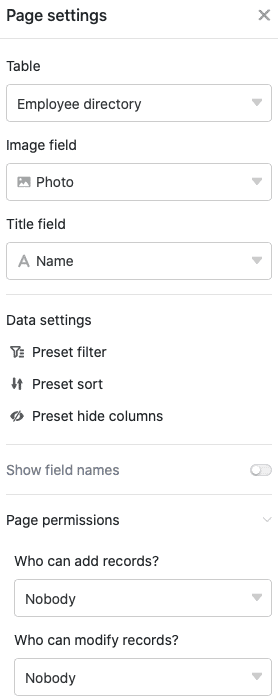 Page settings
Table
Employee directory
Image field
Photo
Title field
Name
Data settings
Preset filter
Preset sort
Preset hide columns
Show field names
Page permissions
Who can add records?
Nobody
Who can modify records?
Nobody